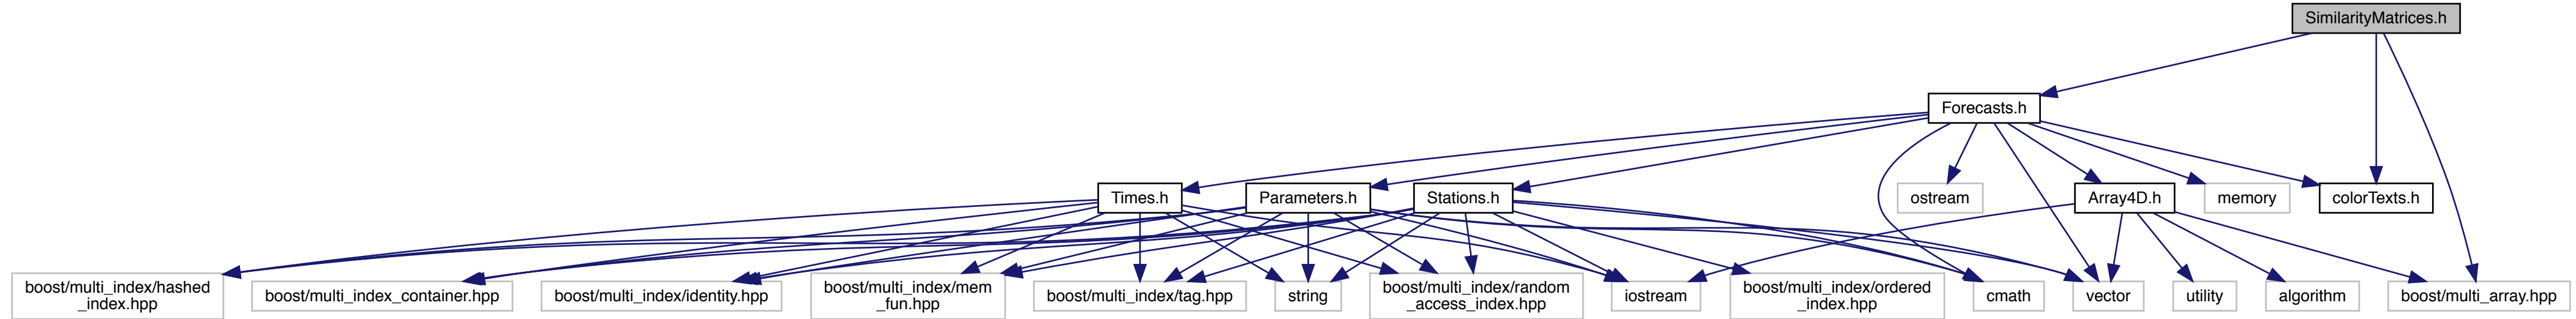 SimilarityMatrices.h
Forecasts.h
Times.h
Parameters.h
Stations.h
ostream
Array4D.h
memory
colorTexts.h
boost/multi_index/hashed
_index.hpp
boost/multi_index_container.hpp
boost/multi_index/identity.hpp
boost/multi_index/mem
_fun.hpp
boost/multi_index/tag.hpp
string
boost/multi_index/random
_access_index.hpp
iostream
boost/multi_index/ordered
_index.hpp
cmath
vector
utility
algorithm
boost/multi_array.hpp